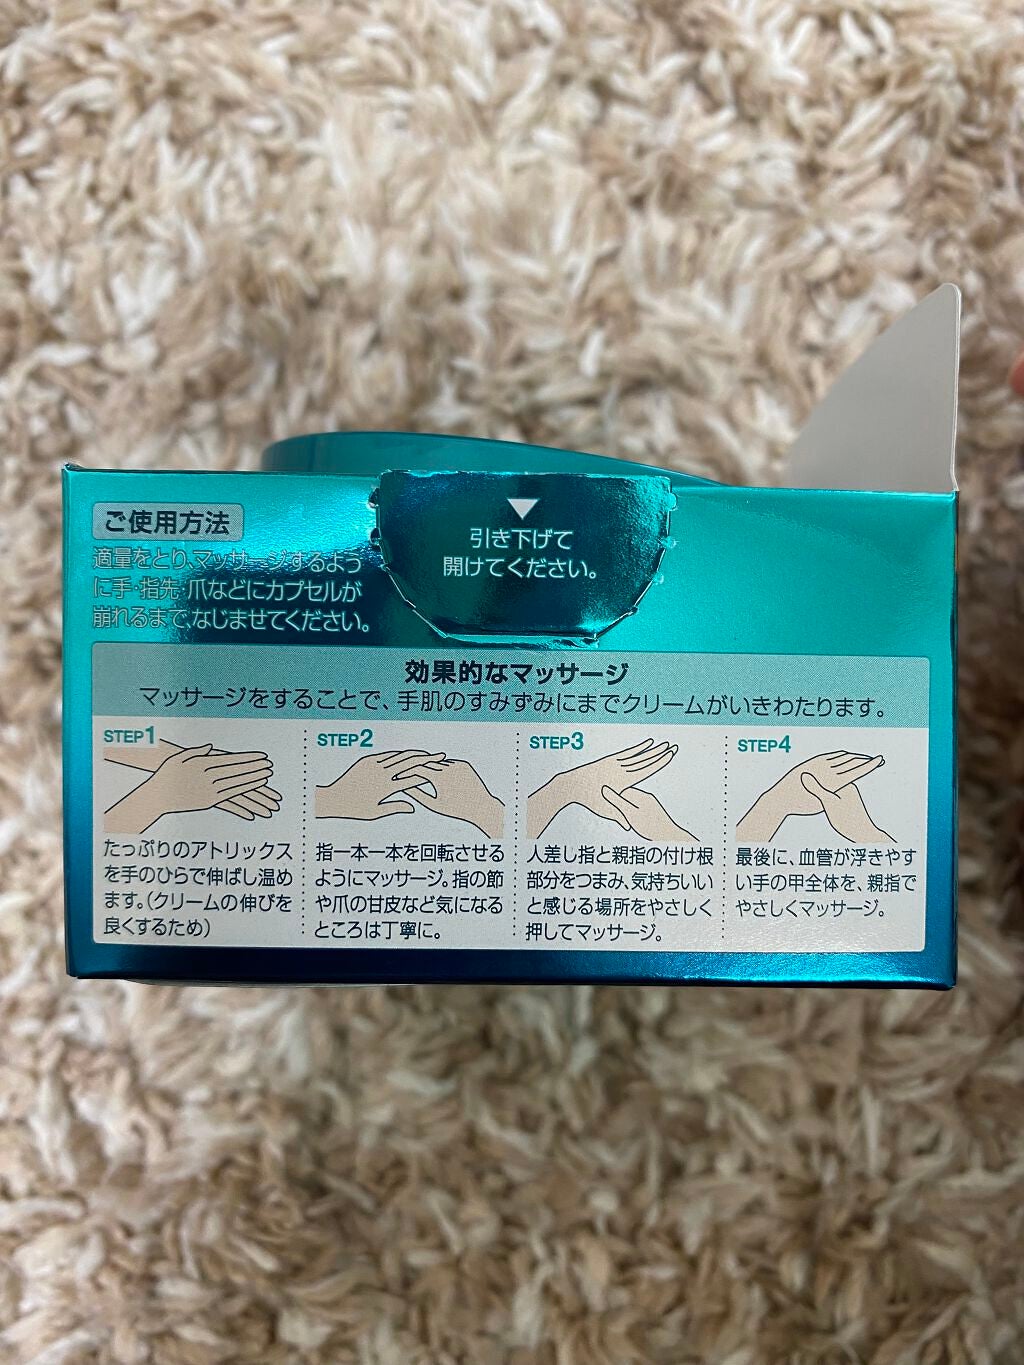 ご使用方法
適量をとり、マッサージするよう
に手・指先・爪などにカプセルが
崩れるまで、なじませてください。
引き下げて
開けてください。
効果的なマッサージ
マッサージをすることで、手肌のすみずみにまでクリームがいきわたります。
STEP1
たっぷりのアトリックス
を手のひらで伸ばし温め
ます。(クリームの伸びを
良くするため)
STEP2
指一本一本を回転させる
ようにマッサージ。指の節
や爪の甘皮など気になる
ところは丁寧に。
STEP3
人差し指と親指の付け根
部分をつまみ、気持ちいい
と感じる場所をやさしく
押してマッサージ。
STEP4
最後に、血管が浮きやす
い手の甲全体を、親指で
やさしくマッサージ。